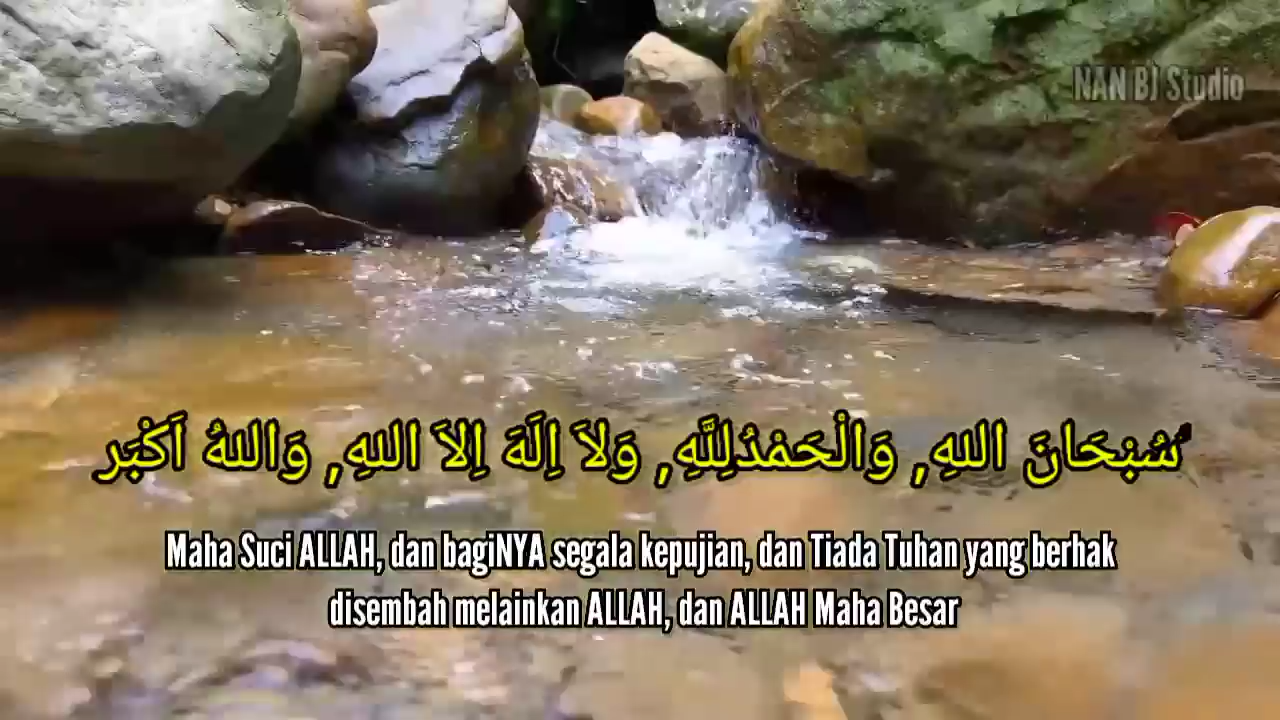 NAN BJ Studio
سُبْحَانَ اللهِ, وَالْحَمْدُلِلَّهِ, وَلاَ اِلَهَ اِلاَ اللهِ, وَاللهُ اَكْبَر
Maha Suci ALLAH, dan bagiNYA segala kepujian, dan Tiada Tuhan yang berhak
disembah melainkan ALLAH, dan ALLAH Maha Besar